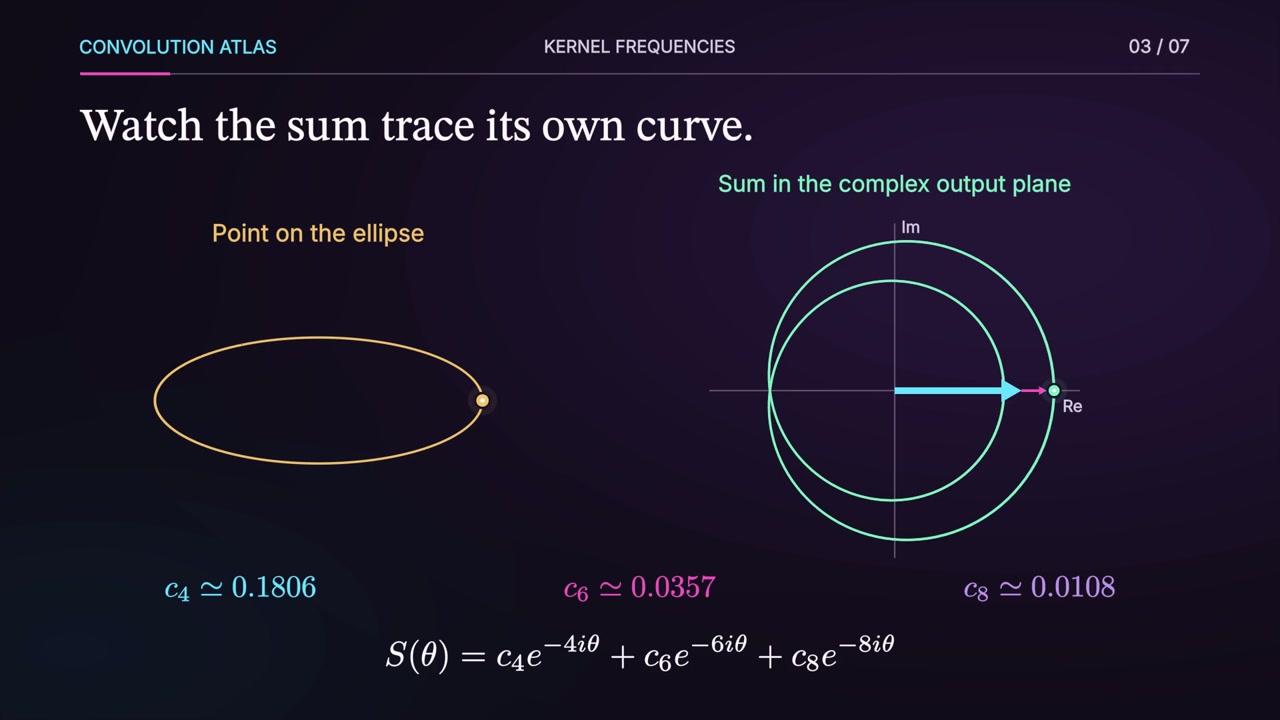 CONVOLUTION ATLAS
KERNEL FREQUENCIES
03 / 07
Watch the sum trace its own curve.
Sum in the complex output plane
Point on the ellipse
Im
Re
c₄ ≃ 0.1806
c₆ ≃ 0.0357
c₈ ≃ 0.0108
S(θ) = c₄e^{−4iθ} + c₆e^{−6iθ} + c₈e^{−8iθ}